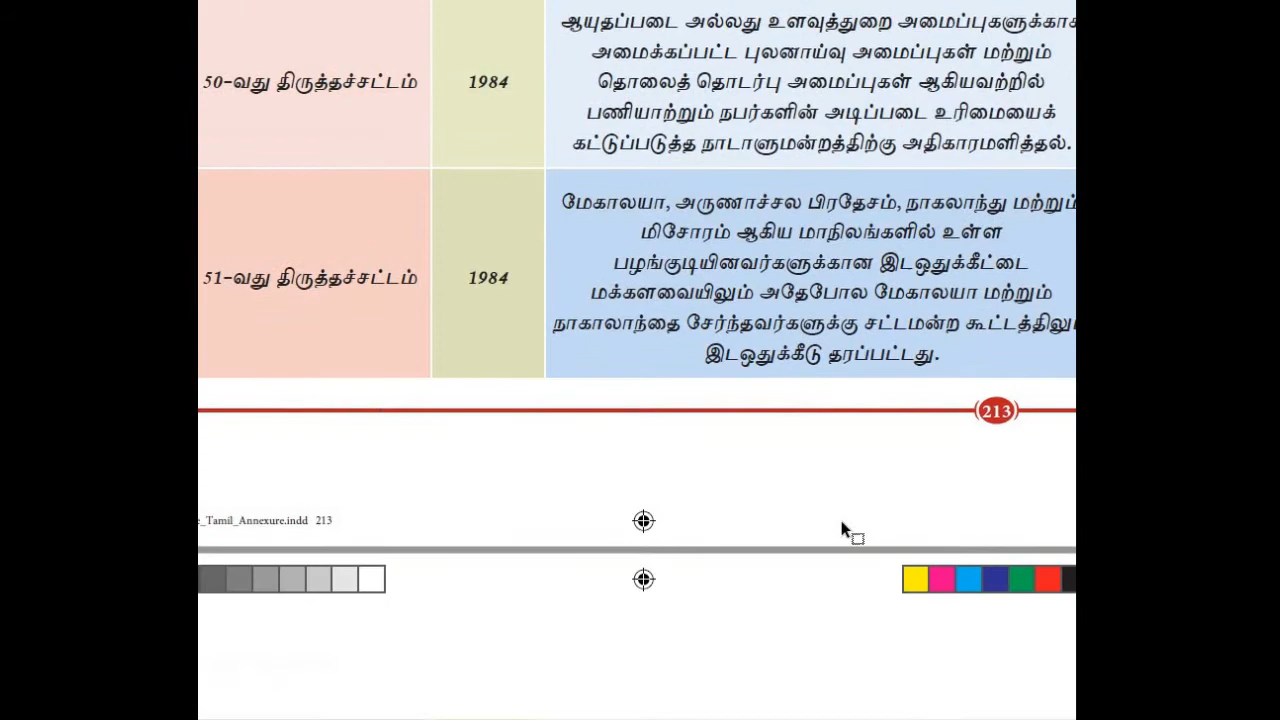 ஆயுதப்படை அல்லது உளவுத்துறை அமைப்புகளுக்காக
அமைக்கப்பட்ட புலனாய்வு அமைப்புகள் மற்றும்
50-வது திருத்தச்சட்டம் 1984 தொலைத் தொடர்பு அமைப்புகள் ஆகியவற்றில்
பணியாற்றும் நபர்களின் அடிப்படை உரிமையைக்
கட்டுப்படுத்த நாடாளுமன்றத்திற்கு அதிகாரமளித்தல்.
மேகாலயா, அருணாச்சல பிரதேசம், நாகலாந்து மற்றும்
மிசோரம் ஆகிய மாநிலங்களில் உள்ள
51-வது திருத்தச்சட்டம் 1984 பழங்குடியினவர்களுக்கான இடஒதுக்கீட்டை
மக்களவையிலும் அதேபோல மேகாலயா மற்றும்
நாகாலாந்தை சேர்ந்தவர்களுக்கு சட்டமன்ற கூட்டத்திலும்
இடஒதுக்கீடு தரப்பட்டது.
213
e_Tamil_Annexure.indd 213